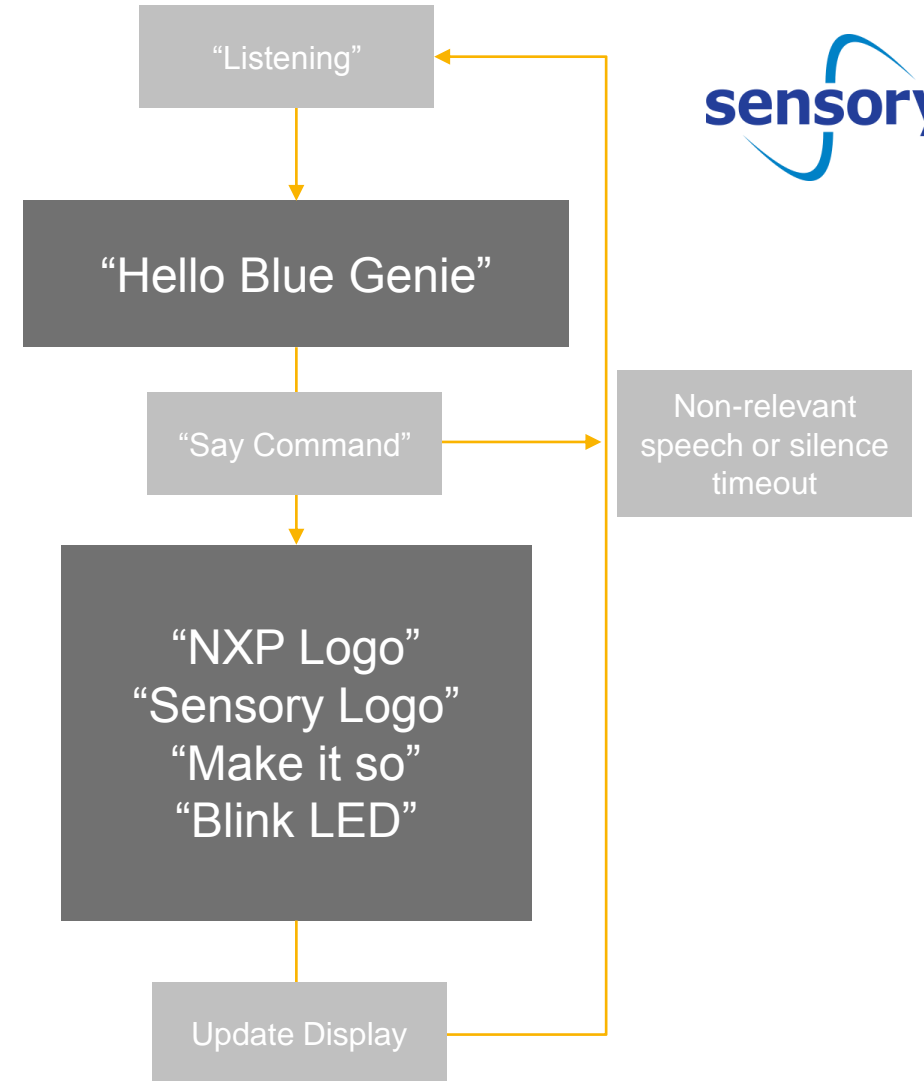 “Listening”
sensory
“Hello Blue Genie”
“Say Command”
Non-relevant
speech or silence
timeout
“NXP Logo”
“Sensory Logo”
“Make it so”
“Blink LED”
Update Display